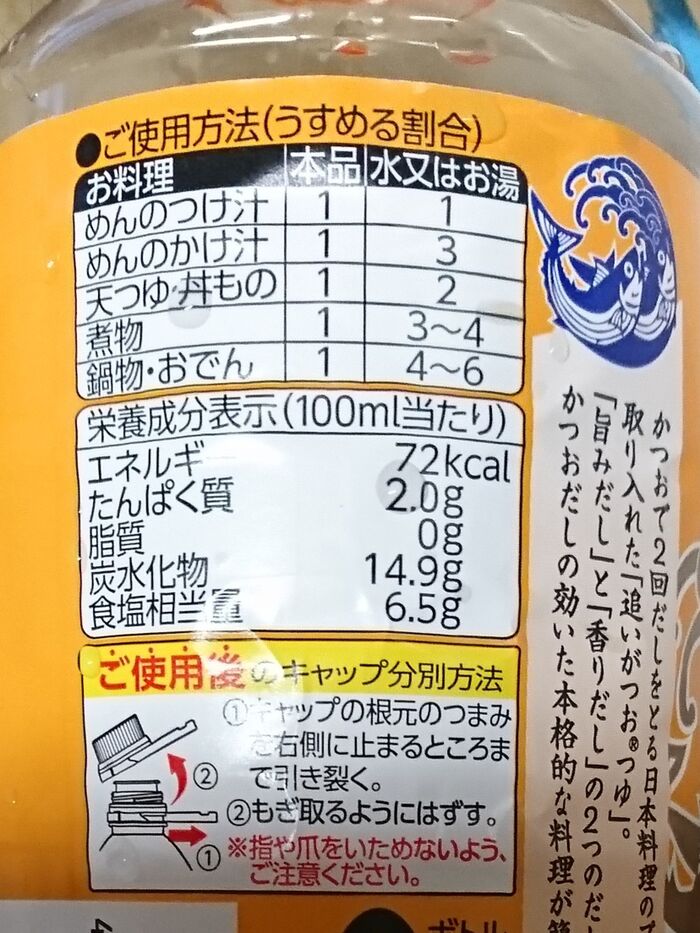 ●ご使用方法(うすめる割合)
お料理 本品 水又はお湯
めんのつけ汁 1 1
めんのかけ汁 1 3
天つゆ・丼もの 1 2
煮物 1 3〜4
鍋物・おでん 1 4〜6
栄養成分表示(100ml当たり)
エネルギー 72kcal
たんぱく質 2.0g
脂質 0g
炭水化物 14.9g
食塩相当量 6.5g
ご使用後のキャップ分別方法
①キャップの根元のつまみ
を右側に止まるところま
で引き裂く。
②もぎ取るようにはずす。
※指や爪をいためないよう、
ご注意ください。
②
①
かつおで2回だしをとる日本料理の
取り入れた「追いがつお®つゆ」。
「旨みだし」と「香りだし」の2つのだし
かつおだしの効いた本格的な料理が
ボトル